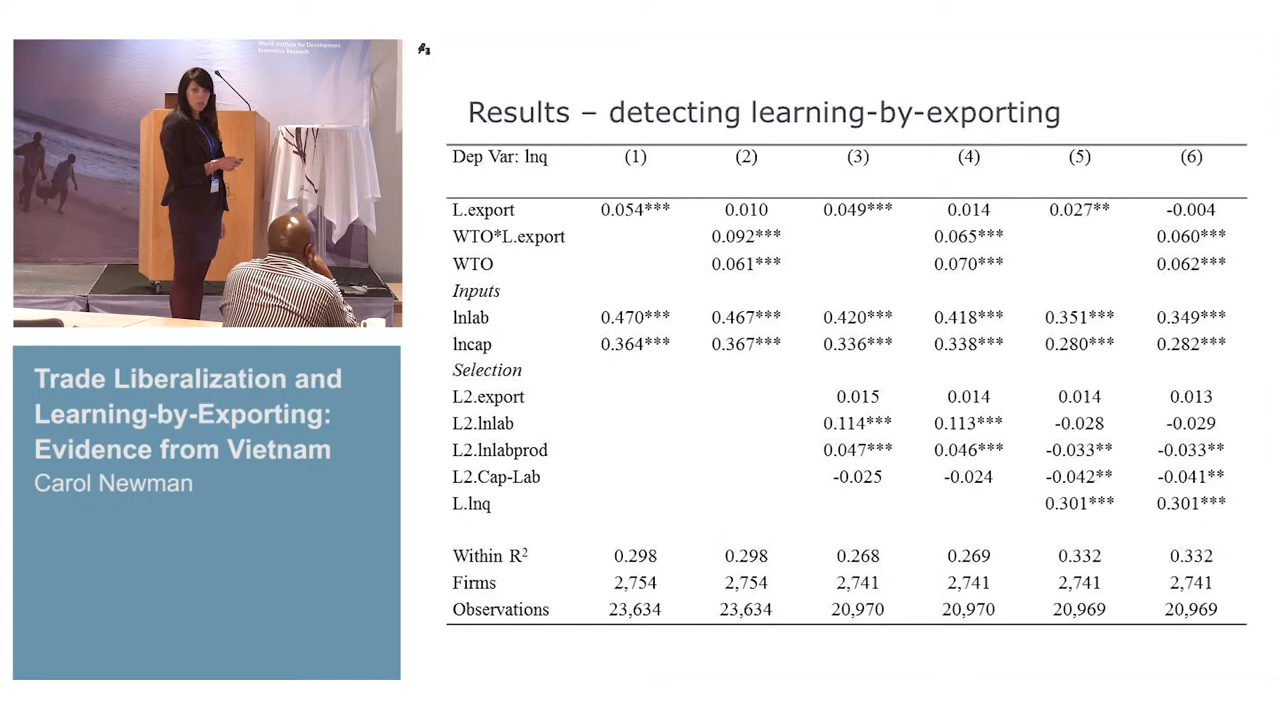 World Institute for Development
Economics Research
Trade Liberalization and
Learning-by-Exporting:
Evidence from Vietnam
Carol Newman
Results – detecting learning-by-exporting
Dep Var: lnq (1) (2) (3) (4) (5) (6)
L.export 0.054*** 0.010 0.049*** 0.014 0.027** -0.004
WTO*L.export 0.092*** 0.065*** 0.060***
WTO 0.061*** 0.070*** 0.062***
Inputs
lnlab 0.470*** 0.467*** 0.420*** 0.418*** 0.351*** 0.349***
lncap 0.364*** 0.367*** 0.336*** 0.338*** 0.280*** 0.282***
Selection
L2.export 0.015 0.014 0.014 0.013
L2.lnlab 0.114*** 0.113*** -0.028 -0.029
L2.lnlabprod 0.047*** 0.046*** -0.033** -0.033**
L2.Cap-Lab -0.025 -0.024 -0.042** -0.041**
L.lnq 0.301*** 0.301***
Within R² 0.298 0.298 0.268 0.269 0.332 0.332
Firms 2,754 2,754 2,741 2,741 2,741 2,741
Observations 23,634 23,634 20,970 20,970 20,969 20,969